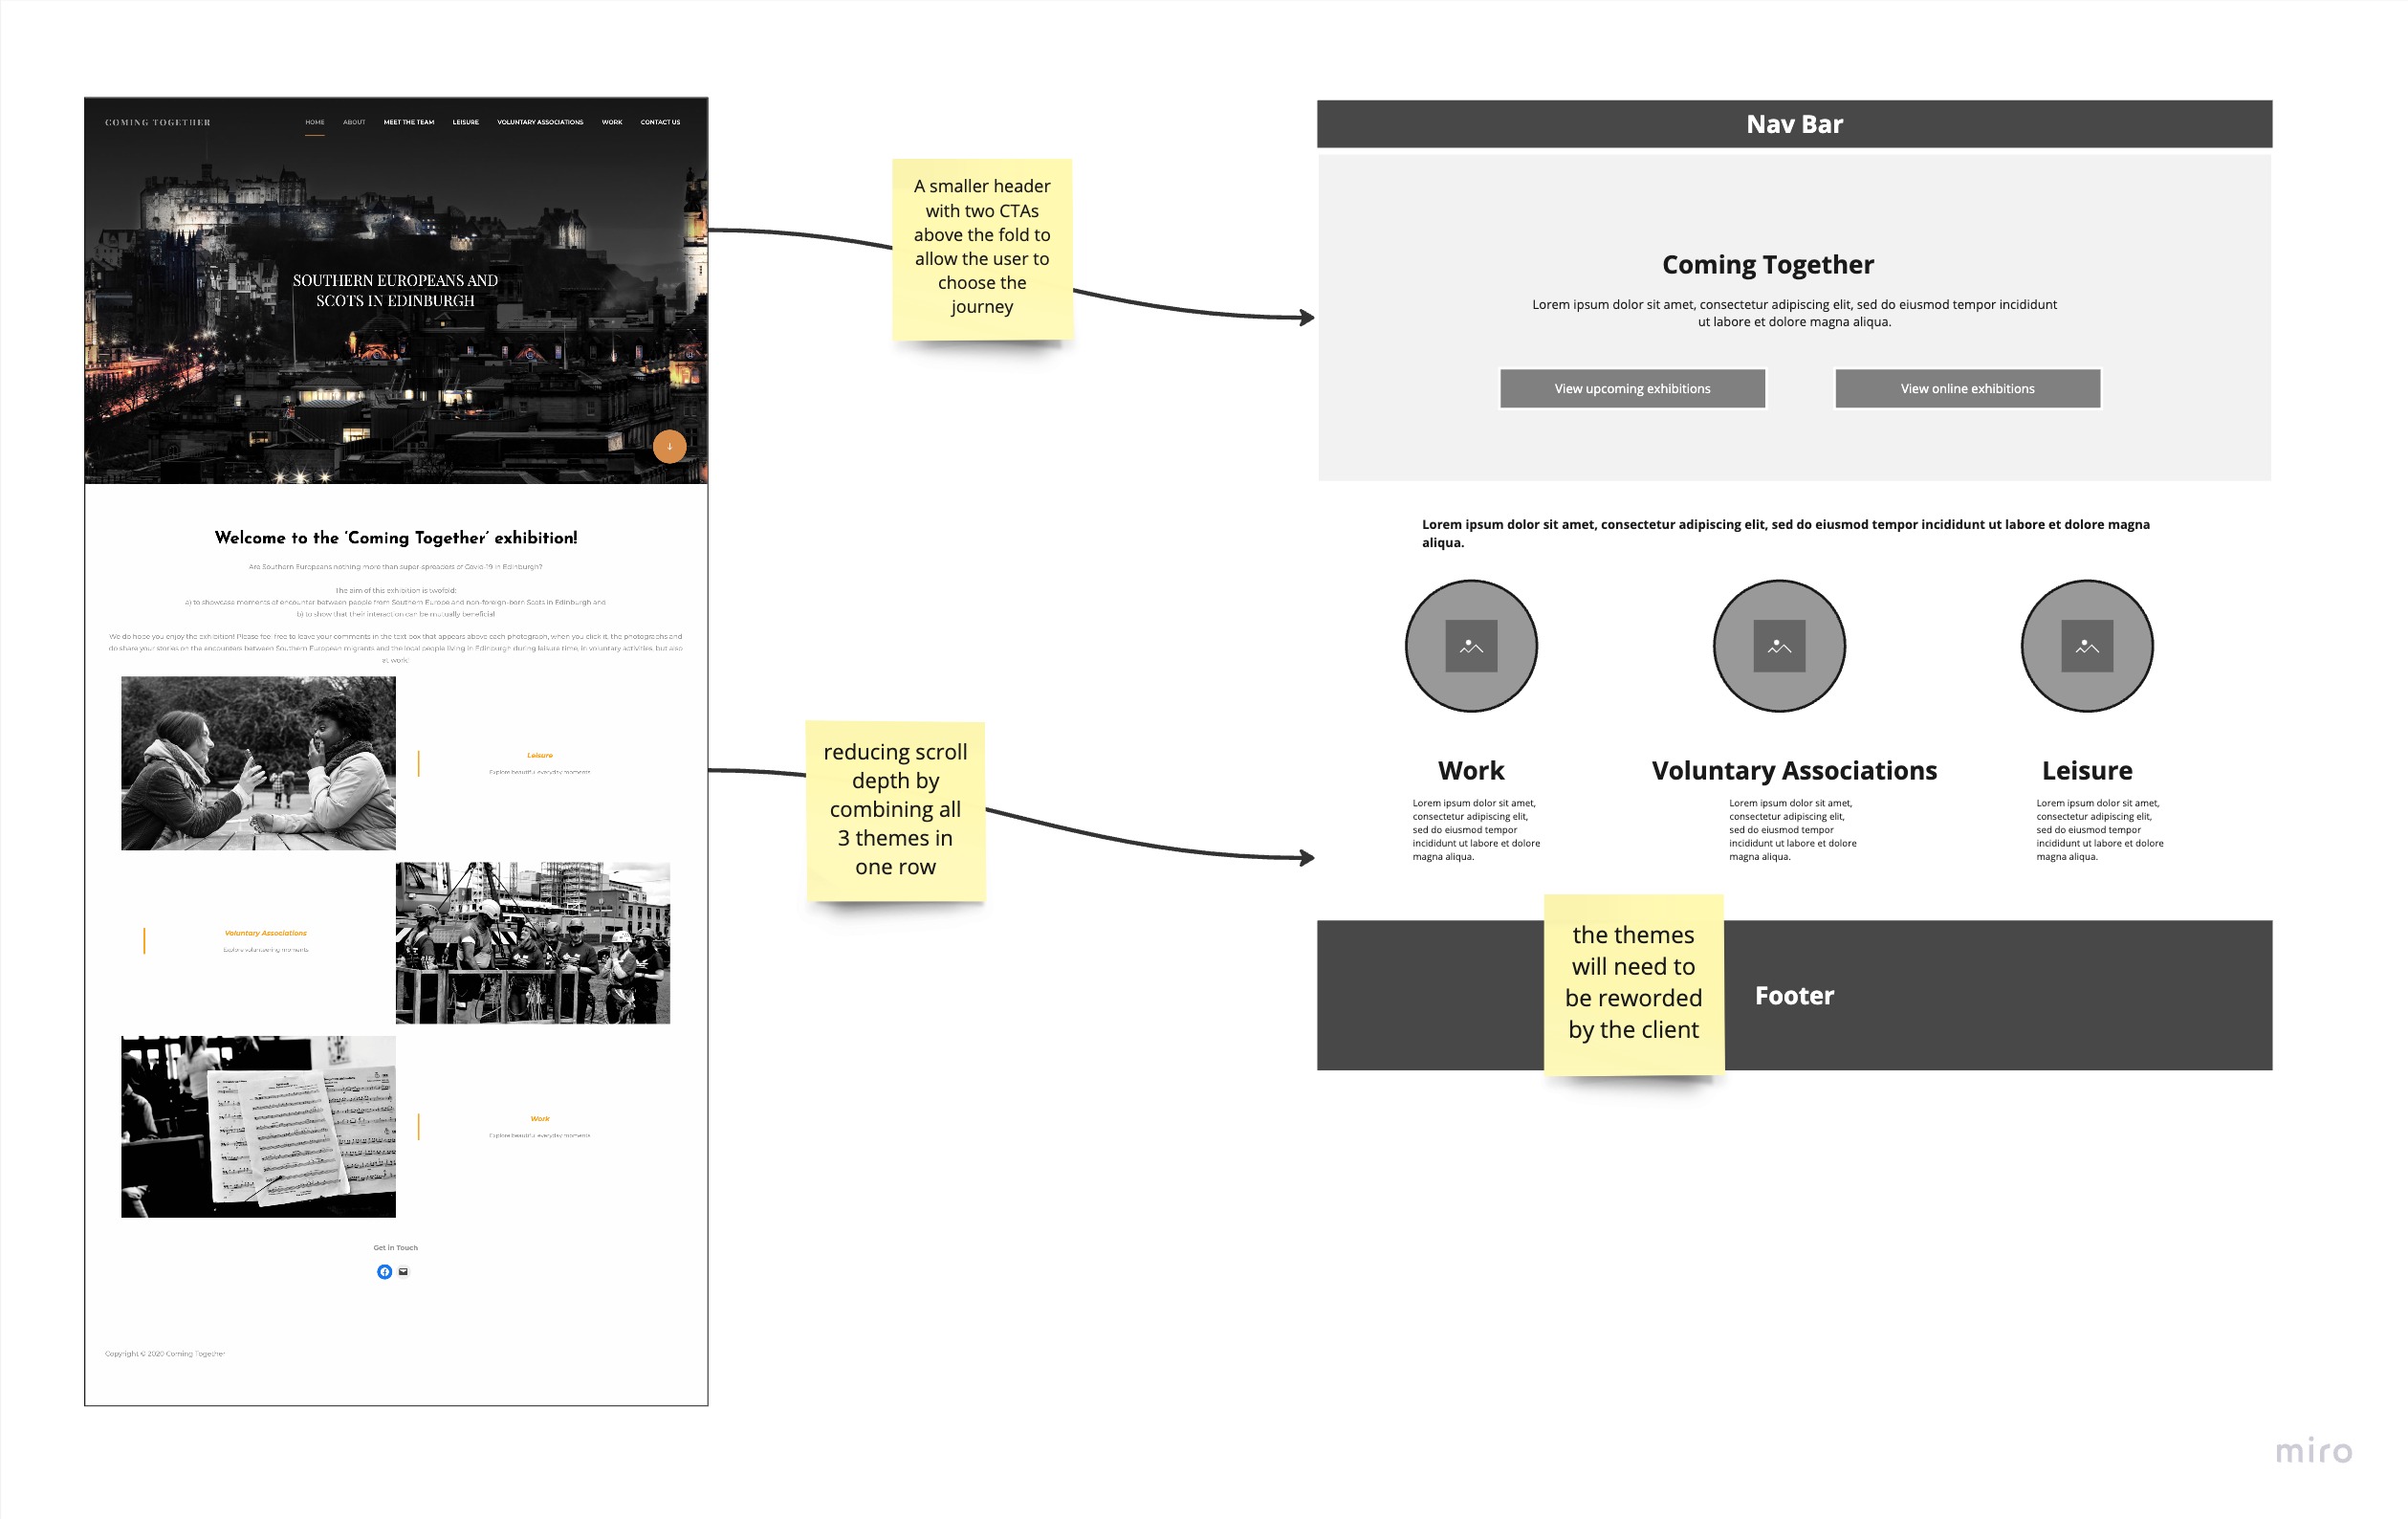 COMING TOGETHER
HOME ABOUT MEET THE TEAM LEISURE VOLUNTARY ASSOCIATIONS WORK CONTACT US
SOUTHERN EUROPEANS AND
SCOTS IN EDINBURGH
Welcome to the ‘Coming Together’ exhibition!
Are Southern Europeans nothing more than super-spreaders of Covid-19 in Edinburgh?
The aim of this exhibition is twofold:
a) to showcase moments of encounter between people from Southern Europe and non-foreign-born Scots in Edinburgh and
b) to show that their interaction can be mutually beneficial
We do hope you enjoy the exhibition! Please feel free to leave your comments in the text box that appears above each photograph, when you click it, the photographs and
do share your stories on the encounters between Southern European migrants and the local people living in Edinburgh during leisure time, in voluntary activities, but also
at work!
Leisure
Explore beautiful everyday moments
Voluntary Associations
Explore volunteering moments
Work
Explore beautiful everyday moments
Get in Touch
Copyright © 2020 Coming Together
A smaller header
with two CTAs
above the fold to
allow the user to
choose the
journey
reducing scroll
depth by
combining all
3 themes in
one row
Nav Bar
Coming Together
Lorem ipsum dolor sit amet, consectetur adipiscing elit, sed do eiusmod tempor incididunt
ut labore et dolore magna aliqua.
View upcoming exhibitions
View online exhibitions
Lorem ipsum dolor sit amet, consectetur adipiscing elit, sed do eiusmod tempor incididunt ut labore et dolore magna
aliqua.
Work
Lorem ipsum dolor sit amet,
consectetur adipiscing elit,
sed do eiusmod tempor
incididunt ut labore et dolore
magna aliqua.
Voluntary Associations
Lorem ipsum dolor sit amet,
consectetur adipiscing elit,
sed do eiusmod tempor
incididunt ut labore et dolore
magna aliqua.
Leisure
Lorem ipsum dolor sit amet,
consectetur adipiscing elit,
sed do eiusmod tempor
incididunt ut labore et dolore
magna aliqua.
the themes
will need to
be reworded
by the client
Footer
miro